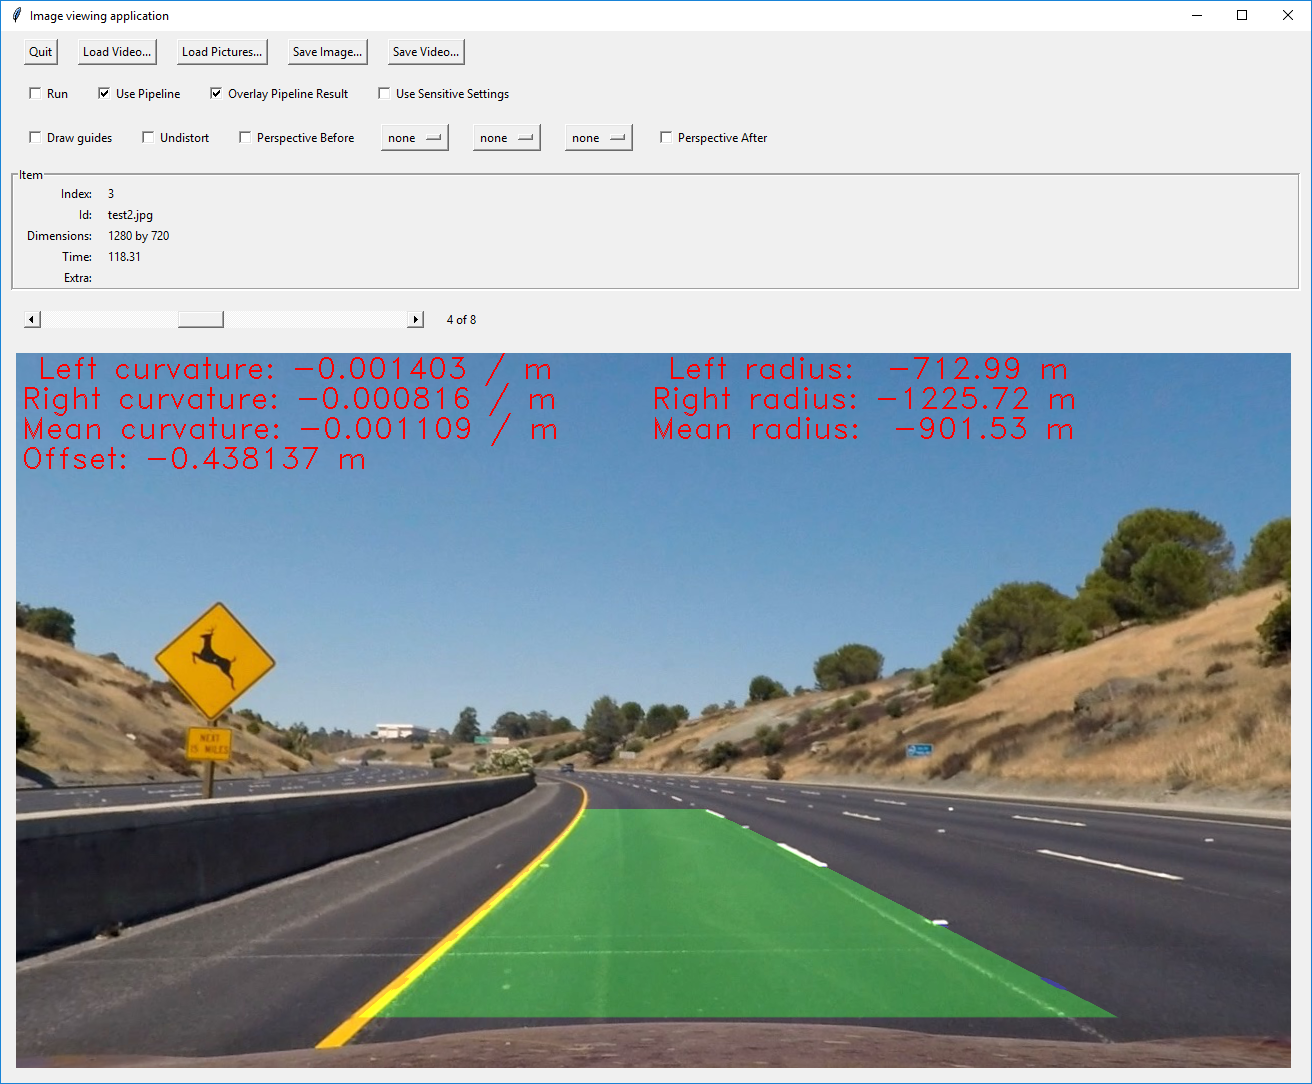 Image viewing application
Quit Load Video... Load Pictures... Save Image... Save Video...
Run Use Pipeline Overlay Pipeline Result Use Sensitive Settings
Draw guides Undistort Perspective Before none none none Perspective After
Item
Index: 3
Id: test2.jpg
Dimensions: 1280 by 720
Time: 118.31
Extra:
4 of 8
Left curvature: -0.001403 / m Left radius: -712.99 m
Right curvature: -0.000816 / m Right radius: -1225.72 m
Mean curvature: -0.001109 / m Mean radius: -901.53 m
Offset: -0.438137 m
NEXT
15 MILES